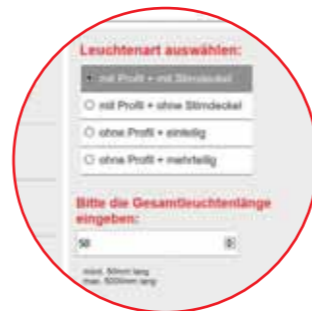 Leuchtenart auswählen:
mit Profil + mit Stirndeckel
mit Profil + ohne Stirndeckel
ohne Profil + einteilig
ohne Profil + mehrteilig
Bitte die Gesamtleuchtenlänge
eingeben:
50
mind. 50mm lang
max. 5000mm lang